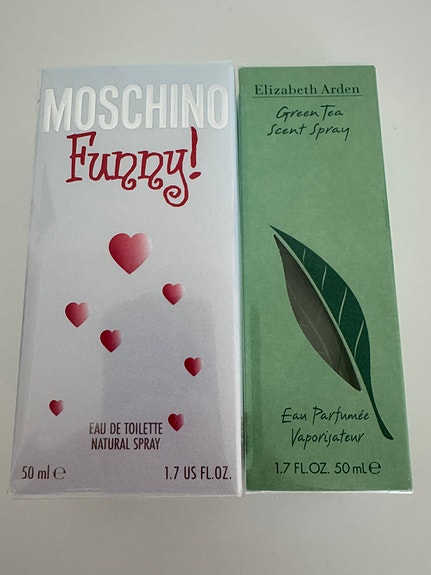 MOSCHINO
Funny!
EAU DE TOILETTE
NATURAL SPRAY
50 ml e
1.7 US FL.OZ.
Elizabeth Arden
Green Tea
Scent Spray
Eau Parfumée
Vaporisateur
1.7 FL.OZ. 50 mL e